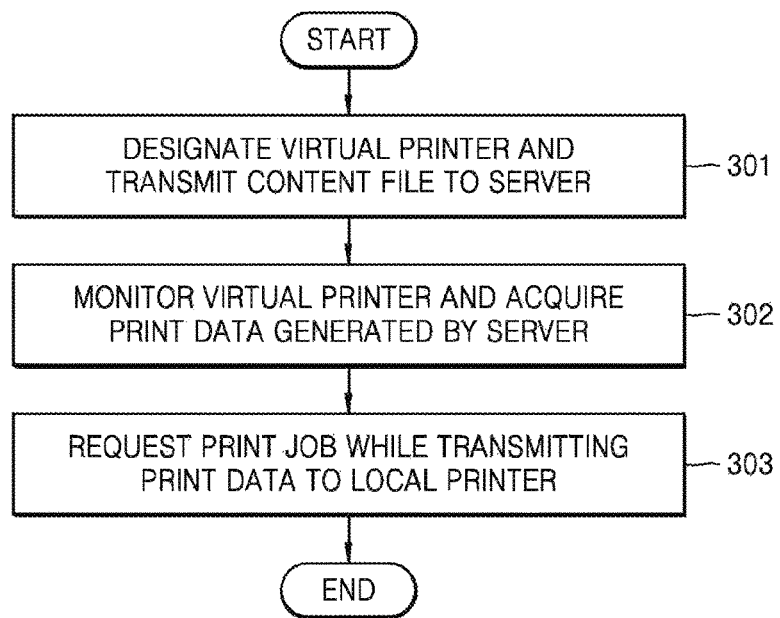 START
DESIGNATE VIRTUAL PRINTER AND
TRANSMIT CONTENT FILE TO SERVER
301
MONITOR VIRTUAL PRINTER AND ACQUIRE
PRINT DATA GENERATED BY SERVER
302
REQUEST PRINT JOB WHILE TRANSMITTING
PRINT DATA TO LOCAL PRINTER
303
END